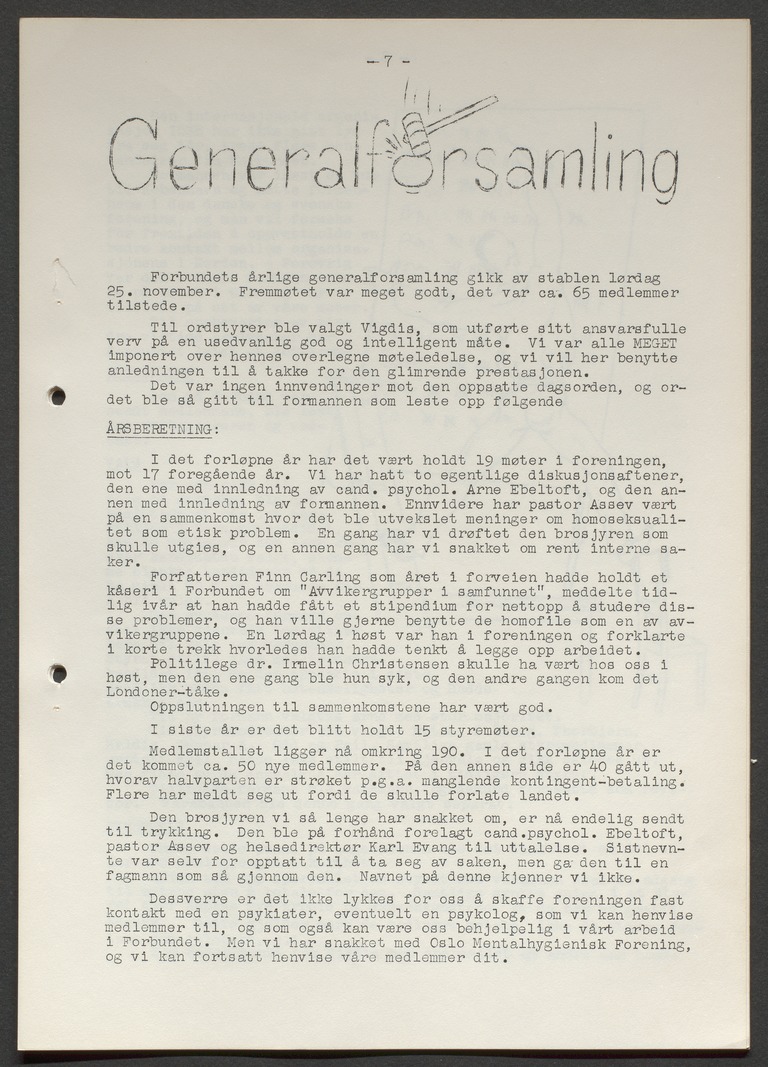 - 7 -
Generalforsamling
Forbundets årlige generalforsamling gikk av stablen lørdag
25. november. Fremmøtet var meget godt, det var ca. 65 medlemmer
tilstede.
Til ordstyrer ble valgt Vigdis, som utførte sitt ansvarsfulle
verv på en usedvanlig god og intelligent måte. Vi var alle MEGET
imponert over hennes overlegne møteledelse, og vi vil her benytte
anledningen til å takke for den glimrende prestasjonen.
Det var ingen innvendinger mot den oppsatte dagsorden, og or-
det ble så gitt til formannen som leste opp følgende
ÅRSBERETNING:
I det forløpne år har det vært holdt 19 møter i foreningen,
mot 17 foregående år. Vi har hatt to egentlige diskusjonsaftener,
den ene med innledning av cand. psychol. Arne Ebeltoft, og den an-
nen med innledning av formannen. Ennvidere har pastor Assev vært
på en sammenkomst hvor det ble utvekslet meninger om homoseksuali-
tet som etisk problem. En gang har vi drøftet den brosjyren som
skulle utgies, og en annen gang har vi snakket om rent interne sa-
ker.
Forfatteren Finn Carling som året i forveien hadde holdt et
kåseri i Forbundet om "Avvikergrupper i samfunnet", meddelte tid-
lig ivår at han hadde fått et stipendium for nettopp å studere dis-
se problemer, og han ville gjerne benytte de homofile som en av av-
vikergruppene. En lørdag i høst var han i foreningen og forklarte
i korte trekk hvorledes han hadde tenkt å legge opp arbeidet.
Politilege dr. Irmelin Christensen skulle ha vært hos oss i
høst, men den ene gang ble hun syk, og den andre gangen kom det
Londoner-tåke.
Oppslutningen til sammenkomstene har vært god.
I siste år er det blitt holdt 15 styremøter.
Medlemstallet ligger nå omkring 190. I det forløpne år er
det kommet ca. 50 nye medlemmer. På den annen side er 40 gått ut,
hvorav halvparten er strøket p.g.a. manglende kontingent-betaling.
Flere har meldt seg ut fordi de skulle forlate landet.
Den brosjyren vi så lenge har snakket om, er nå endelig sendt
til trykking. Den ble på forhånd forelagt cand.psychol. Ebeltoft,
pastor Assev og helsedirektør Karl Evang til uttalelse. Sistnevn-
te var selv for opptatt til å ta seg av saken, men ga den til en
fagmann som så gjennom den. Navnet på denne kjenner vi ikke.
Dessverre er det ikke lykkes for oss å skaffe foreningen fast
kontakt med en psykiater, eventuelt en psykolog, som vi kan henvise
medlemmer til, og som også kan være oss behjelpelig i vårt arbeid
i Forbundet. Men vi har snakket med Oslo Mentalhygienisk Forening,
og vi kan fortsatt henvise våre medlemmer dit.